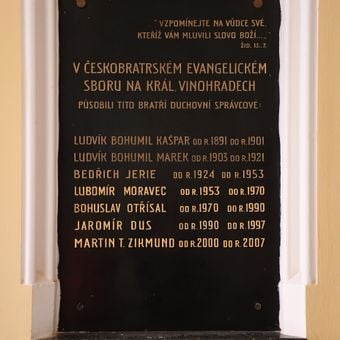 "VZPOMÍNEJTE NA VŮDCE SVÉ,
KTEŘÍŽ VÁM MLUVILI SLOVO BOŽÍ...„
ŽID. 13. 7.
V ČESKOBRATRSKÉM EVANGELICKÉM
SBORU NA KRÁL. VINOHRADECH
PŮSOBILI TITO BRATŘÍ DUCHOVNÍ SPRÁVCOVÉ:
LUDVÍK BOHUMIL KAŠPAR OD R. 1891 DO R. 1901
LUDVÍK BOHUMIL MAREK OD R. 1903 DO R. 1921
BEDŘICH JERIE OD R. 1924 DO R. 1953
LUBOMÍR MORAVEC OD R. 1953 DO R. 1970
BOHUSLAV OTŘÍSAL OD R. 1970 DO R. 1990
JAROMÍR DUS OD R. 1990 DO R. 1997
MARTIN T. ZIKMUND OD R. 2000 DO R. 2007